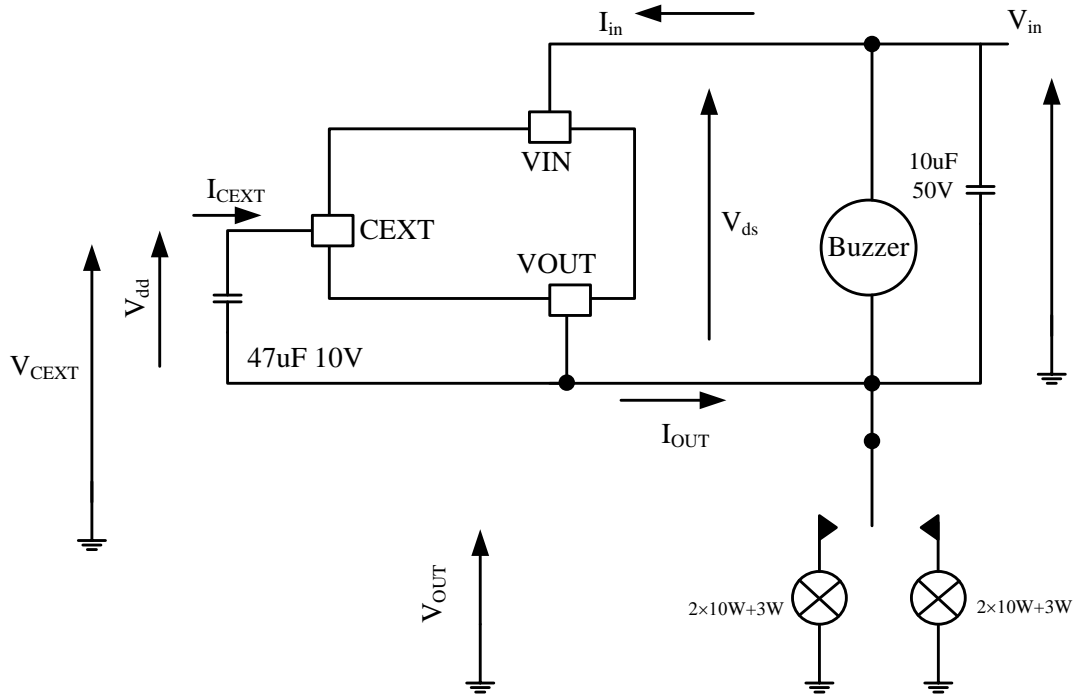 I_in
V_in
VIN
10uF
50V
I_CEXT
CEXT
V_ds
Buzzer
VOUT
V_dd
47uF 10V
V_CEXT
I_OUT
V_OUT
2×10W+3W
2×10W+3W